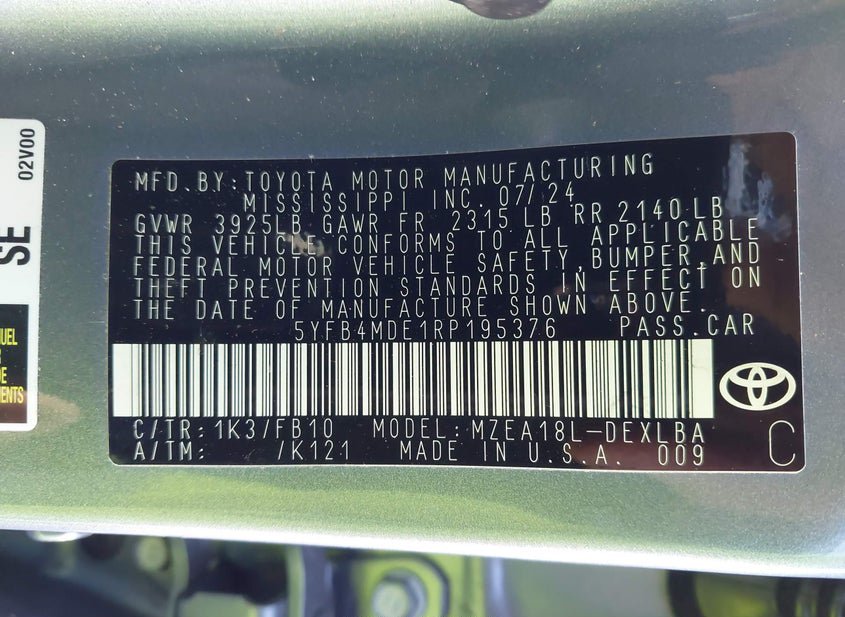 MFD. BY: TOYOTA MOTOR MANUFACTURING
MISSISSIPPI INC. 07/24
GVWR 3925LB GAWR FR 2315 LB RR 2140 LB
THIS VEHICLE CONFORMS TO ALL APPLICABLE
FEDERAL MOTOR VEHICLE SAFETY, BUMPER, AND
THEFT PREVENTION STANDARDS IN EFFECT ON
THE DATE OF MANUFACTURE SHOWN ABOVE.
5YFB4MDE1RP195376 PASS.CAR
C/TR: 1K3/FB10 MODEL: MZEA18L-DEXLBA
A/TM: /K121 MADE IN U.S.A. 009
C
02V00
SE